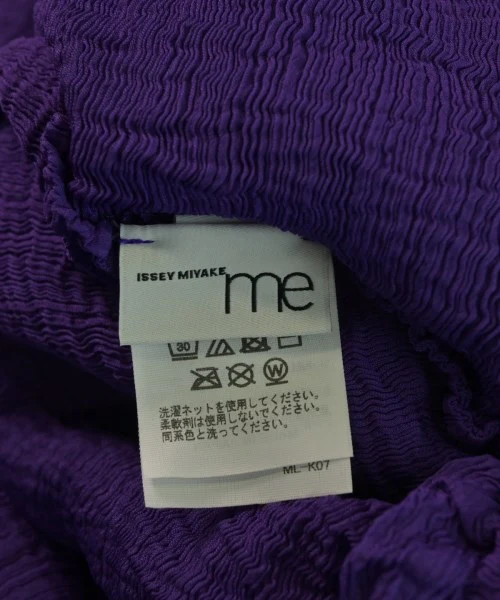 ISSEY MIYAKE me
30
W
洗濯ネットを使用してください。
柔軟剤は使用しないでください。
同系色と洗ってください。
ML-K07